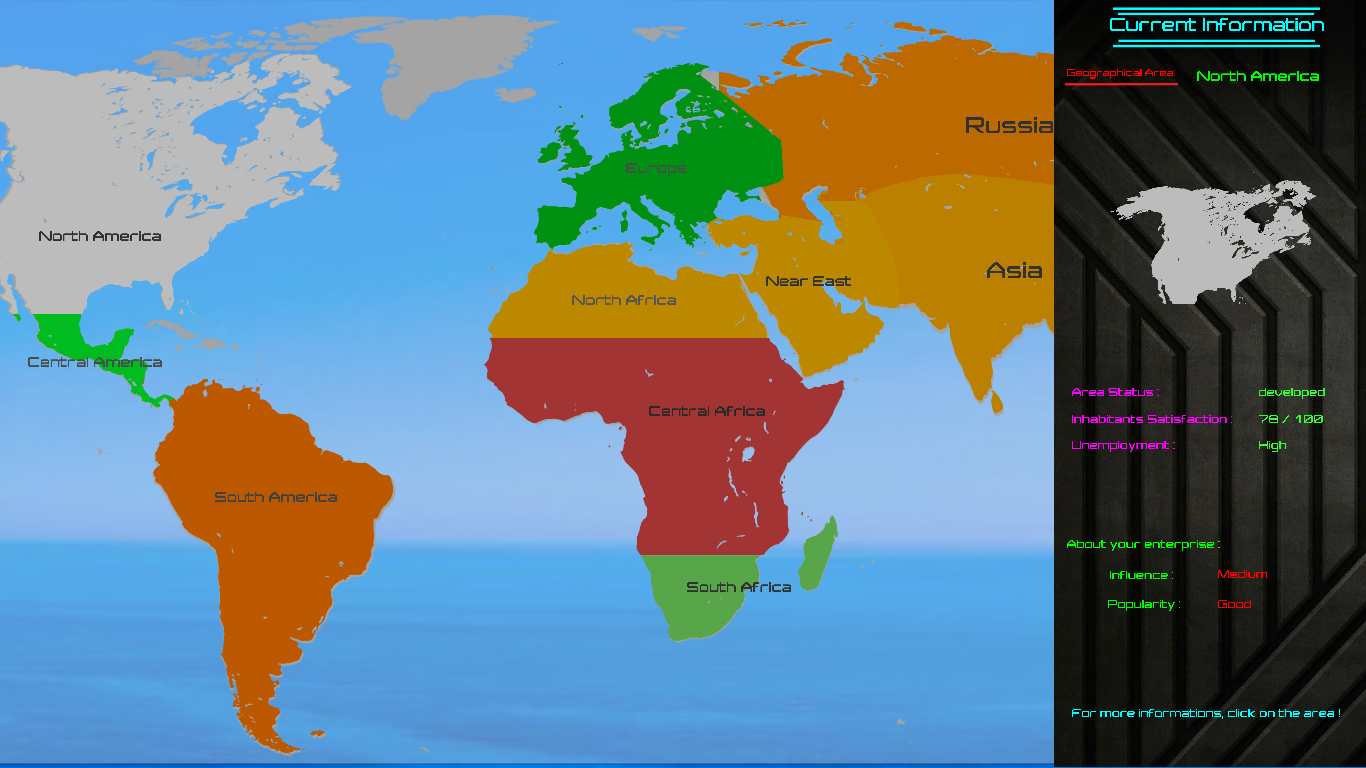 Current Information
Geographical Area: North America
Russia
Europe
North America
Asia
Near East
North Africa
Central America
Area Status : developed
Central Africa
Inhabitants Satisfaction : 78 / 100
Unemployment : High
South America
About your enterprise :
Influence : Medium
South Africa
Popularity : Good
For more informations, click on the area !